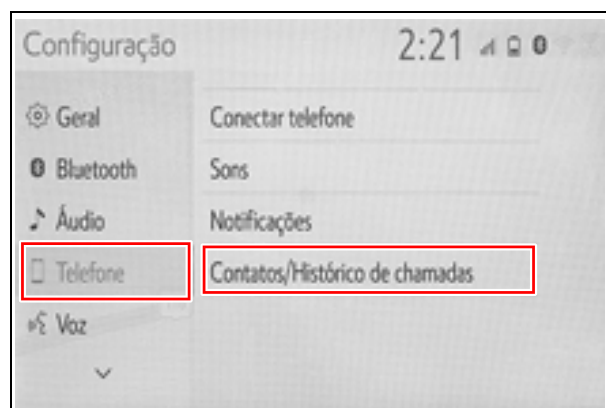 Configuração 2:21
Geral
Conectar telefone
Bluetooth
Sons
Áudio
Notificações
Telefone
Contatos/Histórico de chamadas
Voz